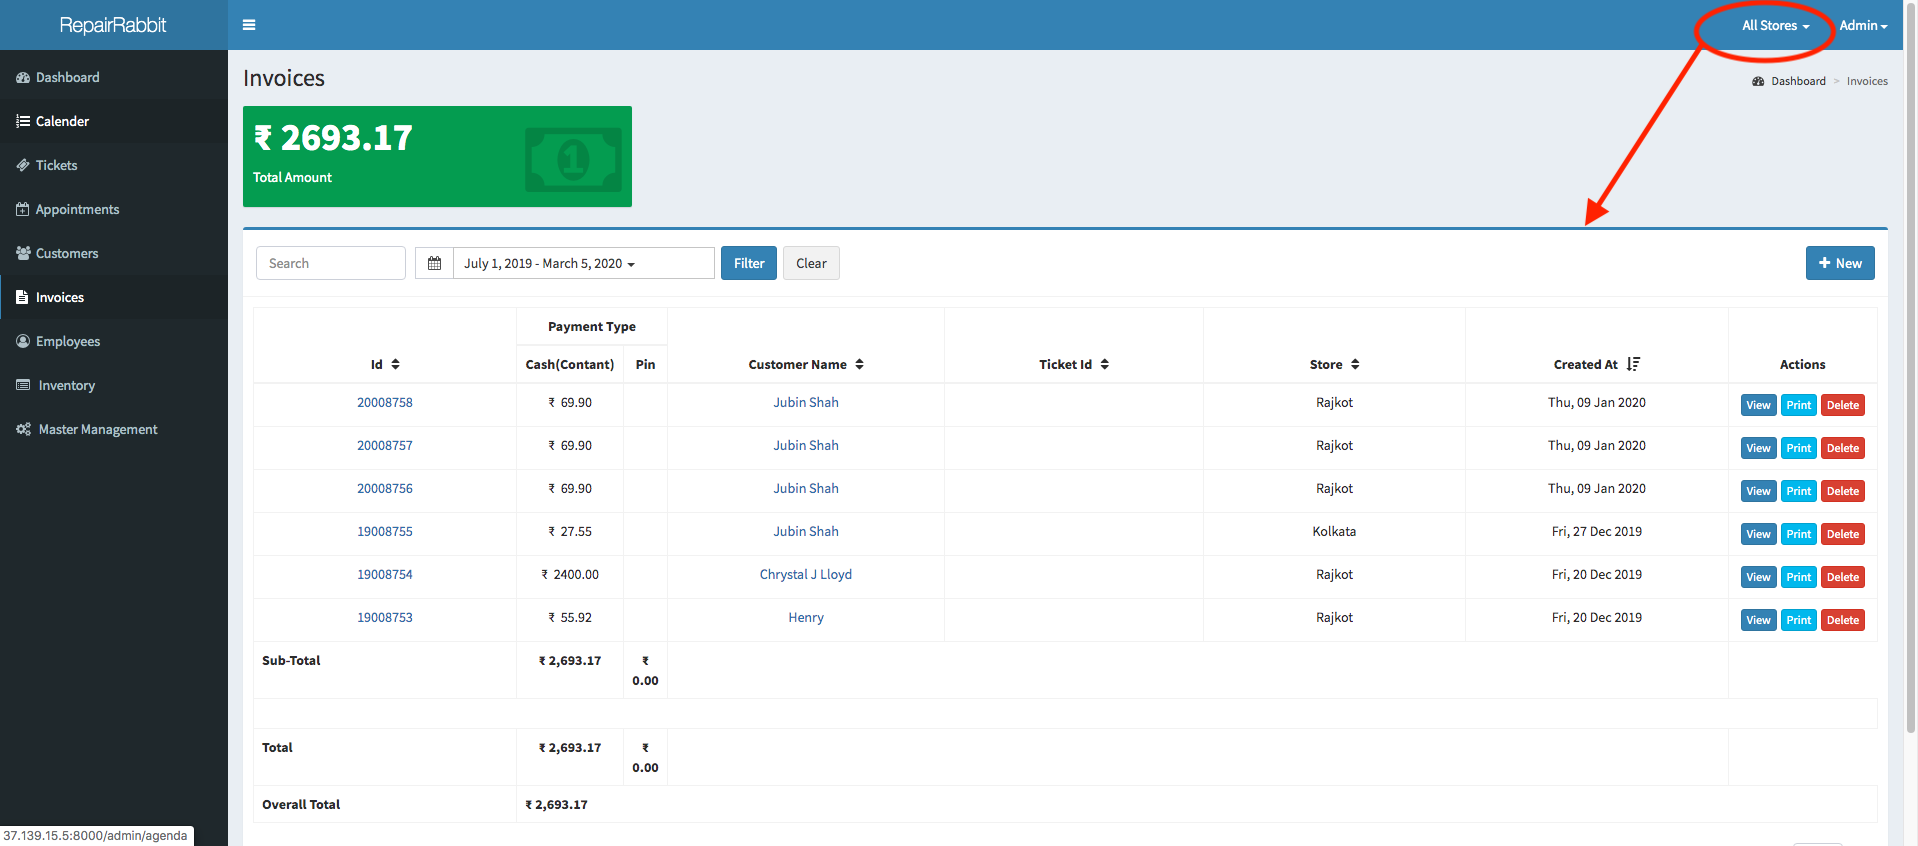 RepairRabbit
All Stores
Admin
Dashboard
Calender
Tickets
Appointments
Customers
Invoices
Employees
Inventory
Master Management
Invoices
Dashboard > Invoices
₹ 2693.17
1
Total Amount
Search
July 1, 2019 - March 5, 2020
Filter
Clear
+ New
Payment Type
Id Cash(Contant) Pin Customer Name Ticket Id Store Created At Actions
20008758 ₹ 69.90 Jubin Shah Rajkot Thu, 09 Jan 2020 View Print Delete
20008757 ₹ 69.90 Jubin Shah Rajkot Thu, 09 Jan 2020 View Print Delete
20008756 ₹ 69.90 Jubin Shah Rajkot Thu, 09 Jan 2020 View Print Delete
19008755 ₹ 27.55 Jubin Shah Kolkata Fri, 27 Dec 2019 View Print Delete
19008754 ₹ 2400.00 Chrystal J Lloyd Rajkot Fri, 20 Dec 2019 View Print Delete
19008753 ₹ 55.92 Henry Rajkot Fri, 20 Dec 2019 View Print Delete
Sub-Total ₹ 2,693.17 ₹
0.00
Total ₹ 2,693.17 ₹
0.00
Overall Total ₹ 2,693.17
37.139.15.5:8000/admin/agenda